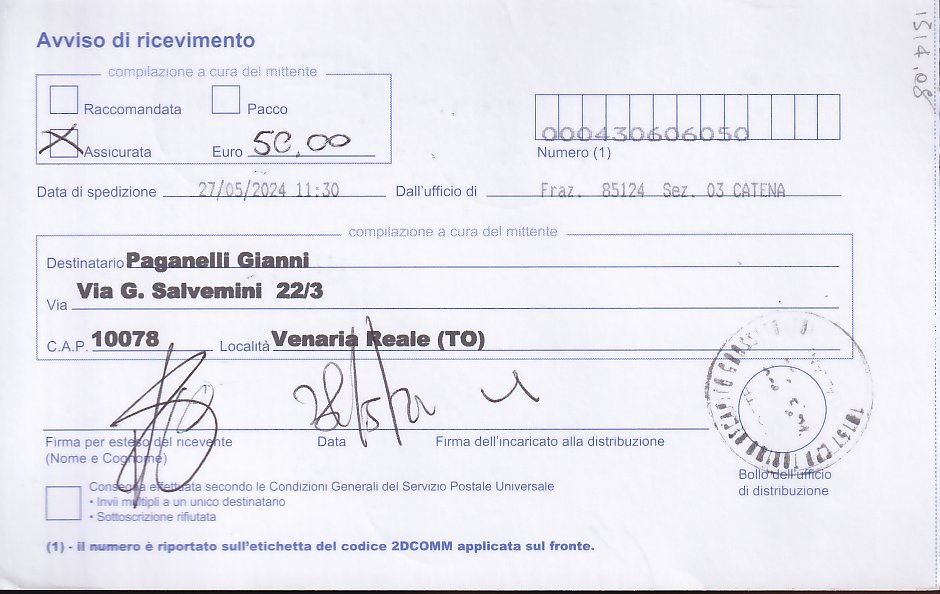 Avviso di ricevimento
compilazione a cura del mittente
Raccomandata Pacco
Assicurata Euro 50.00
000430606050
Numero (1)
Data di spedizione 27/05/2024 11:30 Dall'ufficio di Fraz. 85124 Sez. 03 CATENA
compilazione a cura del mittente
Destinatario Paganelli Gianni
Via Via G. Salvemini 22/3
C.A.P. 10078 Località Venaria Reale (TO)
28/5/24
Firma per esteso del ricevente Data Firma dell'incaricato alla distribuzione
(Nome e Cognome)
Bollo dell'ufficio
di distribuzione
Consegna effettuata secondo le Condizioni Generali del Servizio Postale Universale
• Invii multipli a un unico destinatario
• Sottoscrizione rifiutata
(1) - il numero è riportato sull'etichetta del codice 2DCOMM applicata sul fronte.
1514,08